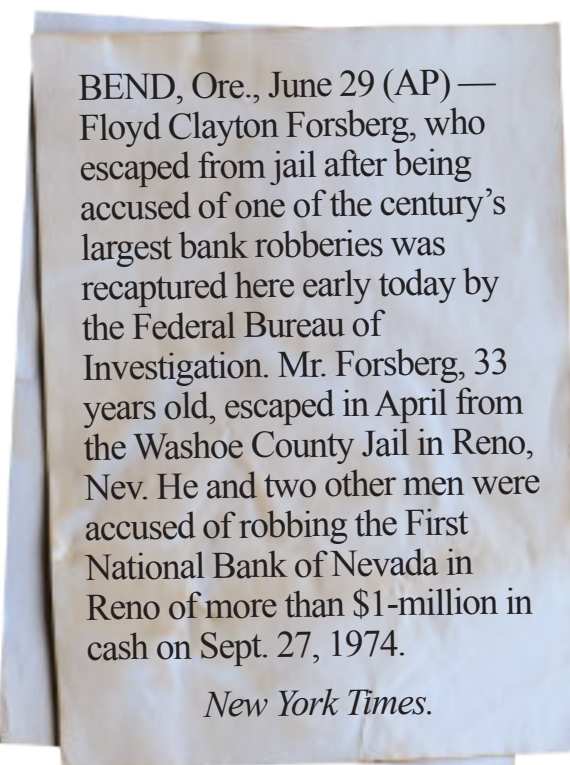 BEND, Ore., June 29 (AP) —
Floyd Clayton Forsberg, who
escaped from jail after being
accused of one of the century’s
largest bank robberies was
recaptured here early today by
the Federal Bureau of
Investigation. Mr. Forsberg, 33
years old, escaped in April from
the Washoe County Jail in Reno,
Nev. He and two other men were
accused of robbing the First
National Bank of Nevada in
Reno of more than $1-million in
cash on Sept. 27, 1974.
New York Times.